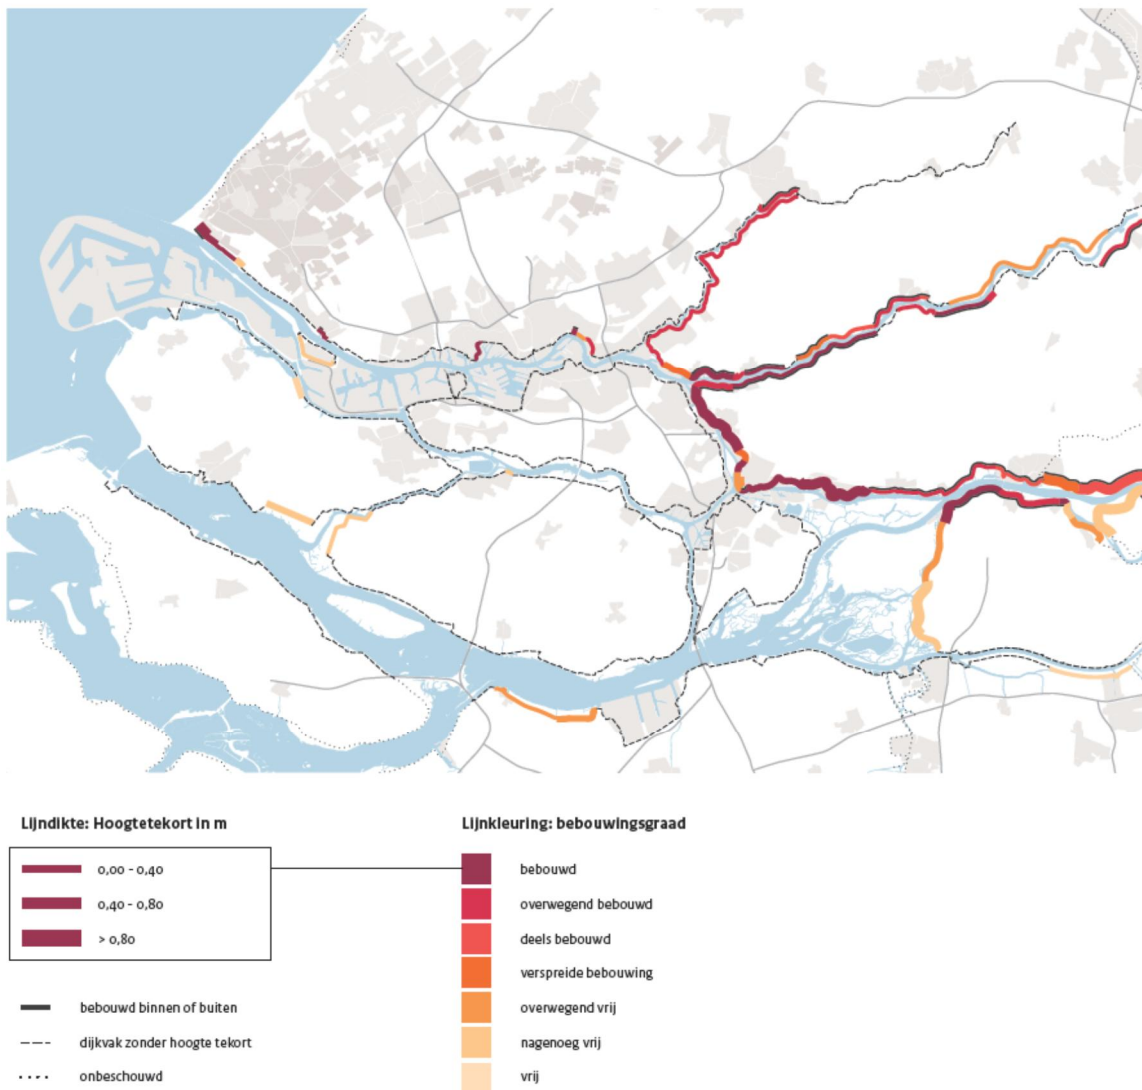 Lijndikte: Hoogtetekort in m
0,00 - 0,40
0,40 - 0,80
> 0,80
bebouwd binnen of buiten
dijkvak zonder hoogte tekort
onbeschouwd
Lijnkleuring: bebouwingsgraad
bebouwd
overwegend bebouwd
deels bebouwd
verspreide bebouwing
overwegend vrij
nagenoeg vrij
vrij